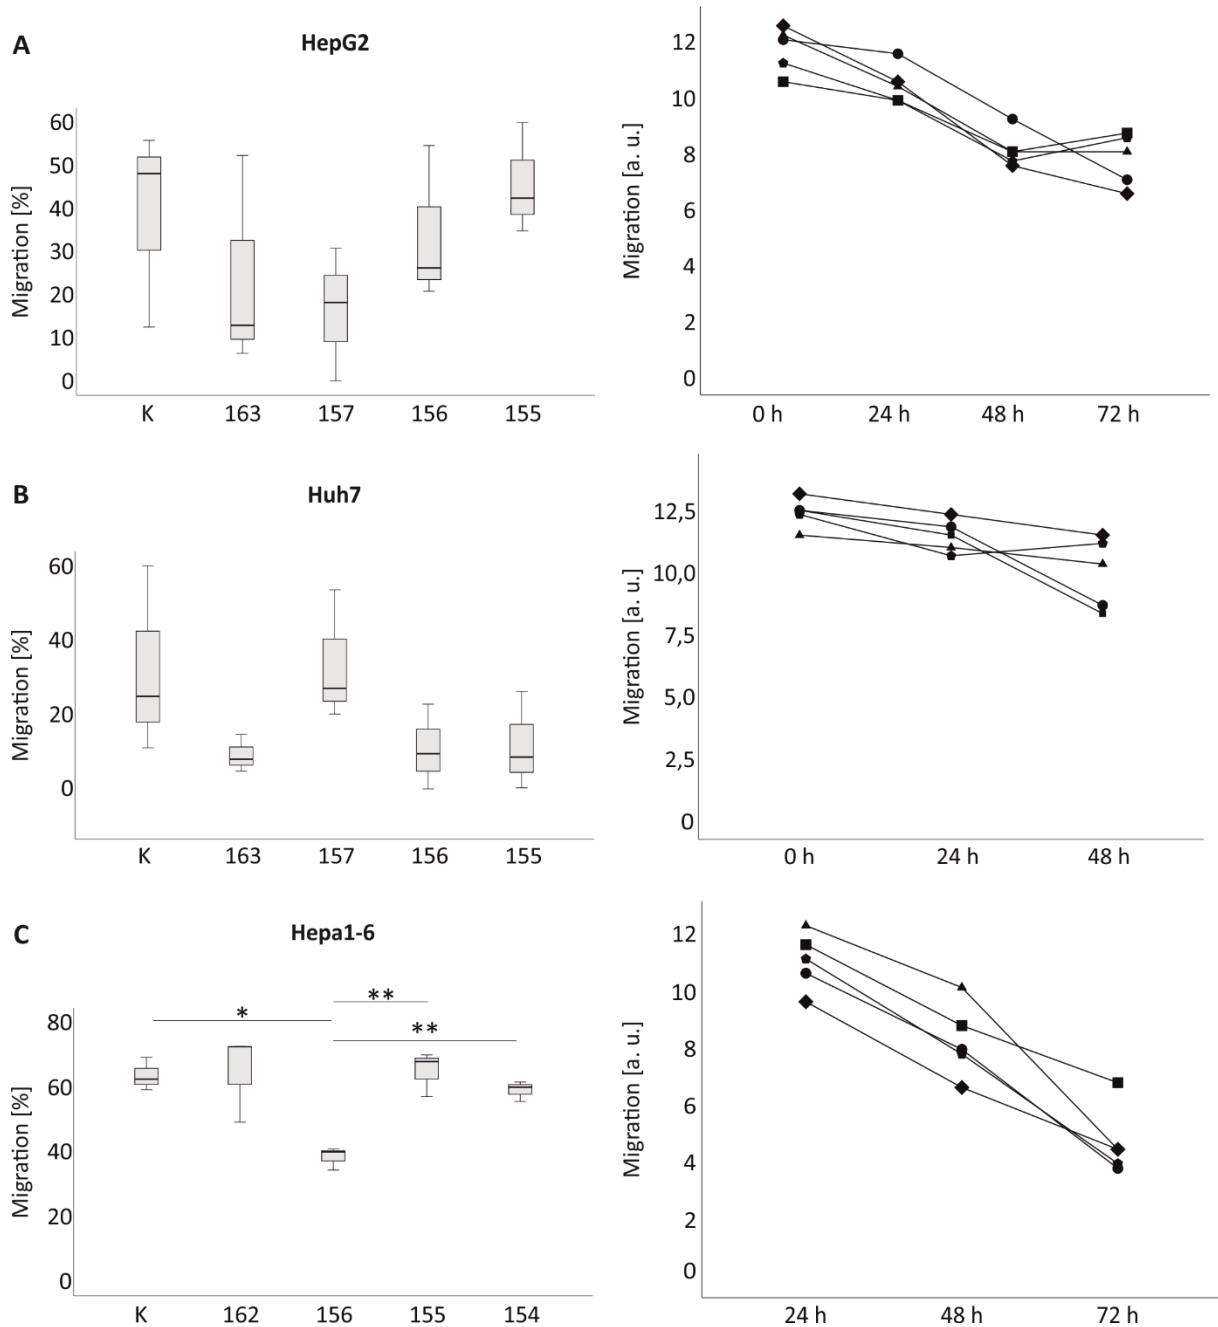 A
HepG2
Migration [%]
60
50
40
30
20
10
0
K 163 157 156 155
Migration [a. u.]
12
10
8
6
4
2
0
0 h 24 h 48 h 72 h
B
Huh7
Migration [%]
60
40
20
0
K 163 157 156 155
Migration [a. u.]
12,5
10,0
7,5
5,0
2,5
0
0 h 24 h 48 h
C
Hepa1-6
Migration [%]
80
60
40
20
0
* ** **
K 162 156 155 154
Migration [a. u.]
12
10
8
6
4
2
0
24 h 48 h 72 h